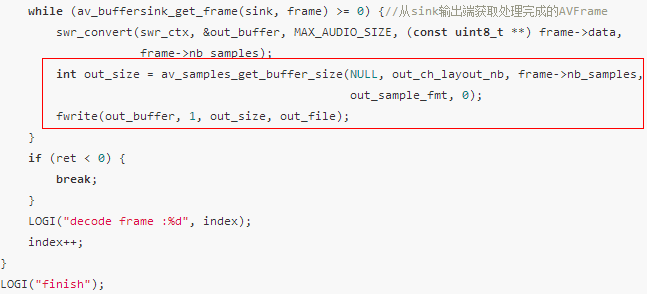 while (av_buffersink_get_frame(sink, frame) >= 0) {//从sink输出端获取处理完成的AVFrame
swr_convert(swr_ctx, &out_buffer, MAX_AUDIO_SIZE, (const uint8_t **) frame->data,
frame->nb_samples);
int out_size = av_samples_get_buffer_size(NULL, out_ch_layout_nb, frame->nb_samples,
out_sample_fmt, 0);
fwrite(out_buffer, 1, out_size, out_file);
}
if (ret < 0) {
break;
}
LOGI("decode frame :%d", index);
index++;
}
LOGI("finish");